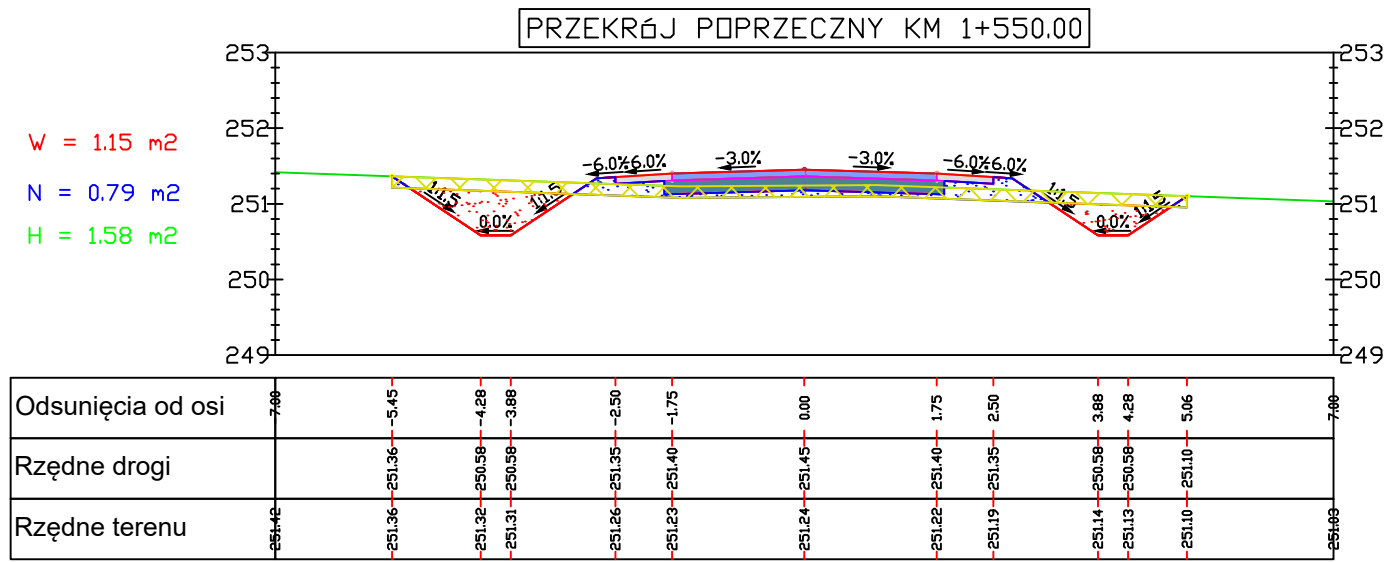 PRZEKRóJ POPRZECZNY KM 1+550.00
253 253
252 252
251 251
250 250
249 249
W = 1.15 m2
N = 0.79 m2
H = 1.58 m2
-6.0% -6.0% -3.0% -3.0% -6.0% -6.0%
1:1.5 0.0% 1:1.5 1:1.5 0.0% 1:1.5
Odsunięcia od osi -7.00 -5.45 -4.28 -3.88 -2.50 -1.75 0.00 1.75 2.50 3.88 4.28 5.06 7.00
Rzędne drogi 251.36 250.58 250.58 251.35 251.40 251.45 251.40 251.35 250.58 250.58 251.10
Rzędne terenu 251.42 251.36 251.32 251.31 251.26 251.23 251.24 251.22 251.19 251.14 251.13 251.10 251.03